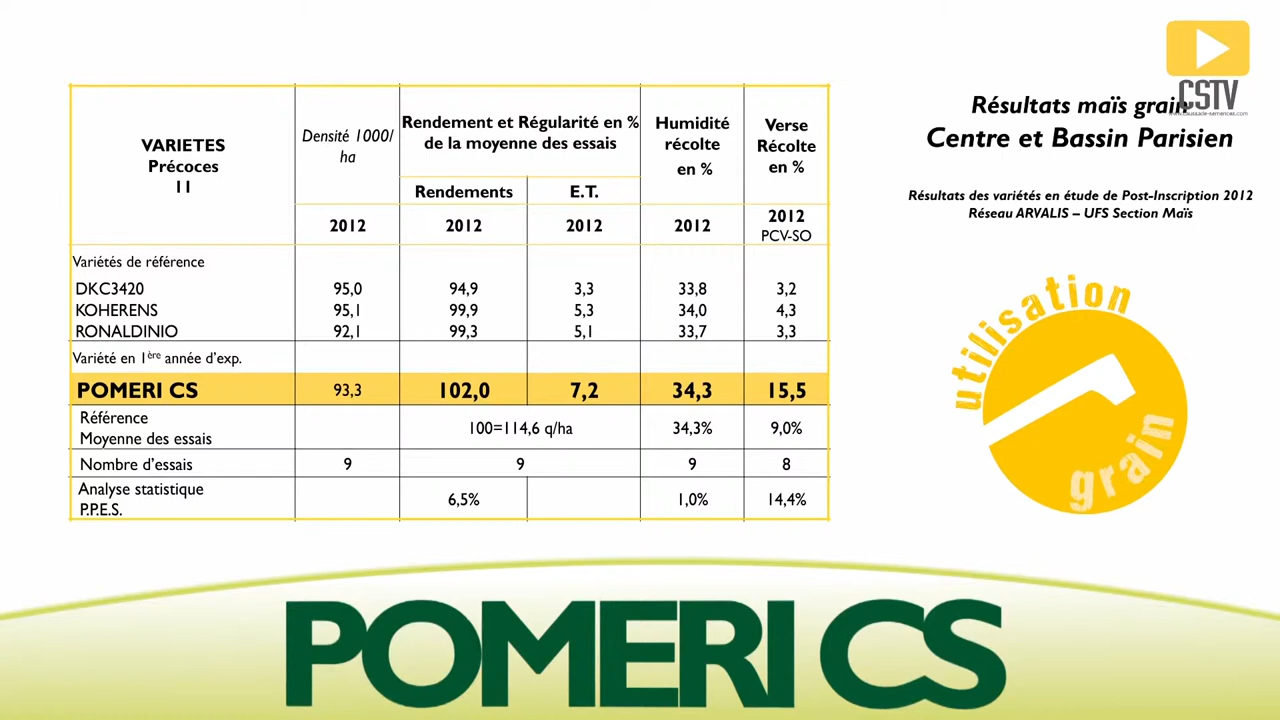 CSTV
Résultats maïs grain
Centre et Bassin Parisien
Résultats des variétés en étude de Post-Inscription 2012
Réseau ARVALIS – UFS Section Maïs
VARIETES
Précoces
11
Densité 1000/
ha
Rendement et Régularité en %
de la moyenne des essais
Humidité
récolte
en %
Verse
Récolte
en %
Rendements E.T.
2012 2012 2012 2012 2012
PCV-SO
Variétés de référence
DKC3420 95,0 94,9 3,3 33,8 3,2
KOHERENS 95,1 99,9 5,3 34,0 4,3
RONALDINIO 92,1 99,3 5,1 33,7 3,3
Variété en 1ère année d'exp.
POMERI CS 93,3 102,0 7,2 34,3 15,5
Référence
Moyenne des essais 100=114,6 q/ha 34,3% 9,0%
Nombre d'essais 9 9 9 8
Analyse statistique
P.P.E.S. 6,5% 1,0% 14,4%
utilisation
grain
POMERI CS